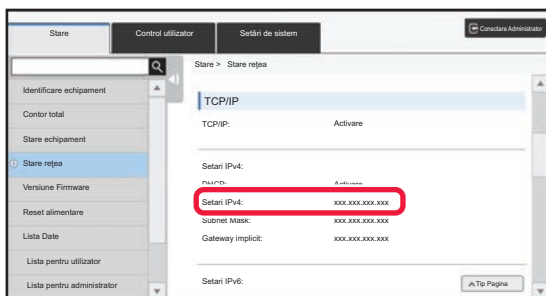 Stare
Control utilizator
Setări de sistem
Conectare Administrator
Stare > Stare reţea
Identificare echipament
Contor total
Stare echipament
Stare reţea
Versiune Firmware
Reset alimentare
Lista Date
Lista pentru utilizator
Lista pentru administrator
TCP/IP
TCP/IP: Activare
Setari IPv4:
DHCP: Activare
Setari IPv4: xxx.xxx.xxx.xxx
Subnet Mask: xxx.xxx.xxx.xxx
Gateway implicit: xxx.xxx.xxx.xxx
Setari IPv6:
Tip Pagina